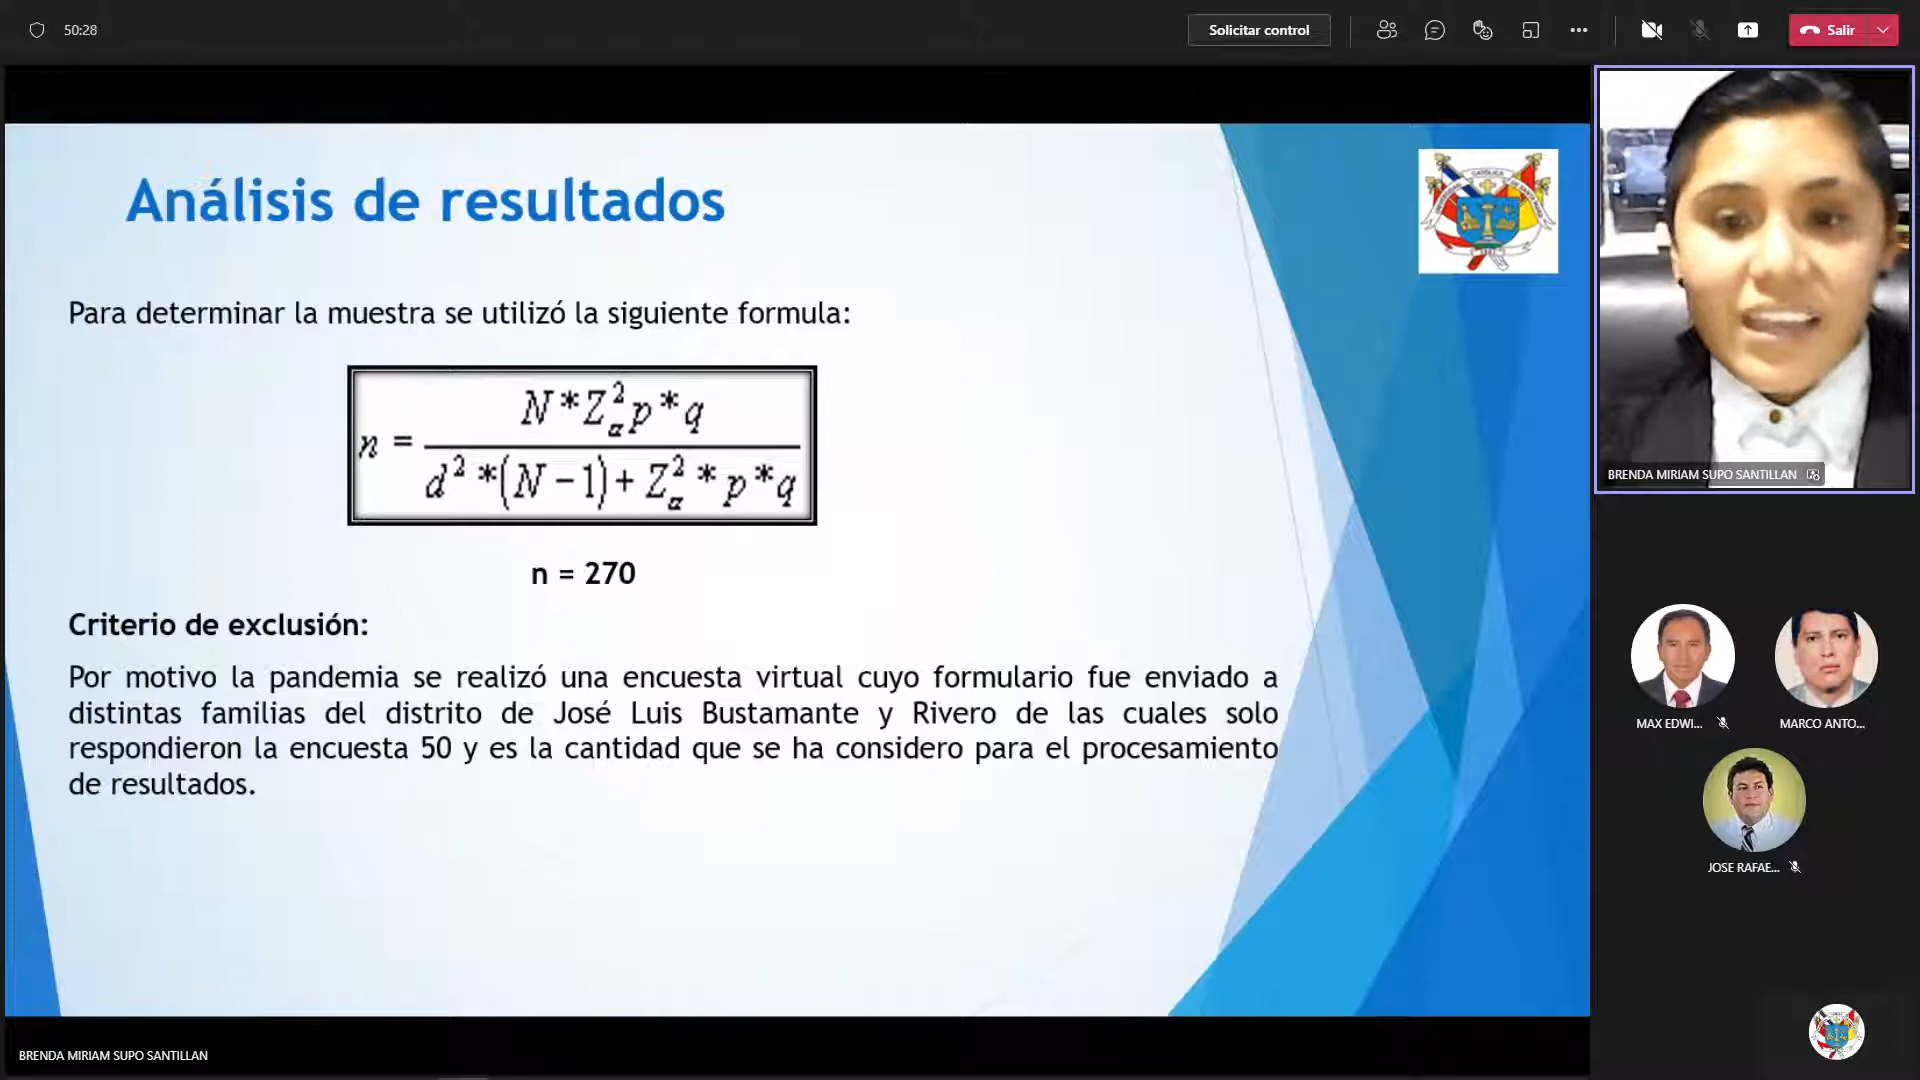 50:28
Solicitar control
Salir
Análisis de resultados
Para determinar la muestra se utilizó la siguiente formula:
n = N * Z²α p * q / d² * (N − 1) + Z²α * p * q
n = 270
Criterio de exclusión:
Por motivo la pandemia se realizó una encuesta virtual cuyo formulario fue enviado a
distintas familias del distrito de José Luis Bustamante y Rivero de las cuales solo
respondieron la encuesta 50 y es la cantidad que se ha considero para el procesamiento
de resultados.
BRENDA MIRIAM SUPO SANTILLAN
MAX EDWI...
MARCO ANTO...
JOSE RAFAE...
BRENDA MIRIAM SUPO SANTILLAN